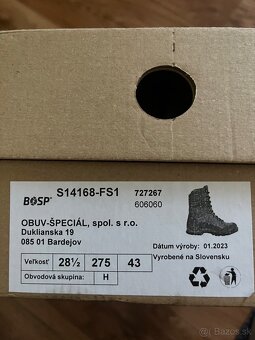 S14168-FS1
727267
606060
BOSP
OBUV-ŠPECIÁL, spol. s r.o.
Duklianska 19
085 01 Bardejov
Dátum výroby: 01.2023
Vyrobené na Slovensku
Veľkosť 28½ 275 43
Obvodová skupina: H
Bazos.sk